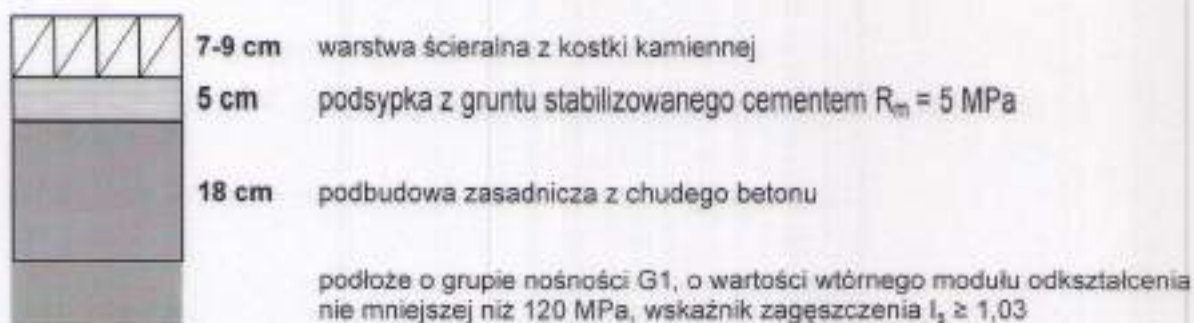 7-9 cm warstwa ścieralna z kostki kamiennej
5 cm podsypka z gruntu stabilizowanego cementem Rm = 5 MPa
18 cm podbudowa zasadnicza z chudego betonu
podłoże o grupie nośności G1, o wartości wtórnego modułu odkształcenia
nie mniejszej niż 120 MPa, wskaźnik zagęszczenia Is ≥ 1,03